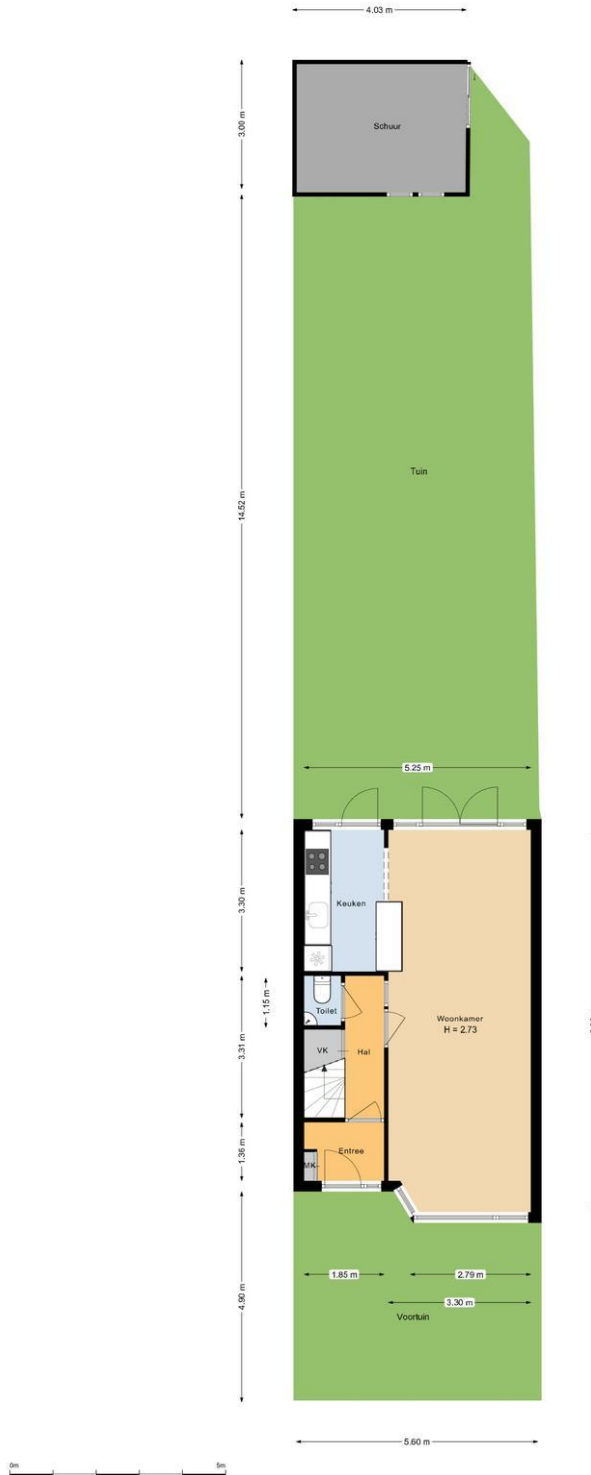 4.03 m
3.00 m
Schuur
14.52 m
Tuin
5.25 m
3.30 m
Keuken
1.15 m
Toilet
Woonkamer
H = 2.73
3.31 m
VK
Hal
1.36 m
Entree
MK
4.90 m
1.85 m
2.79 m
3.30 m
Voortuin
5.60 m
0m
5m